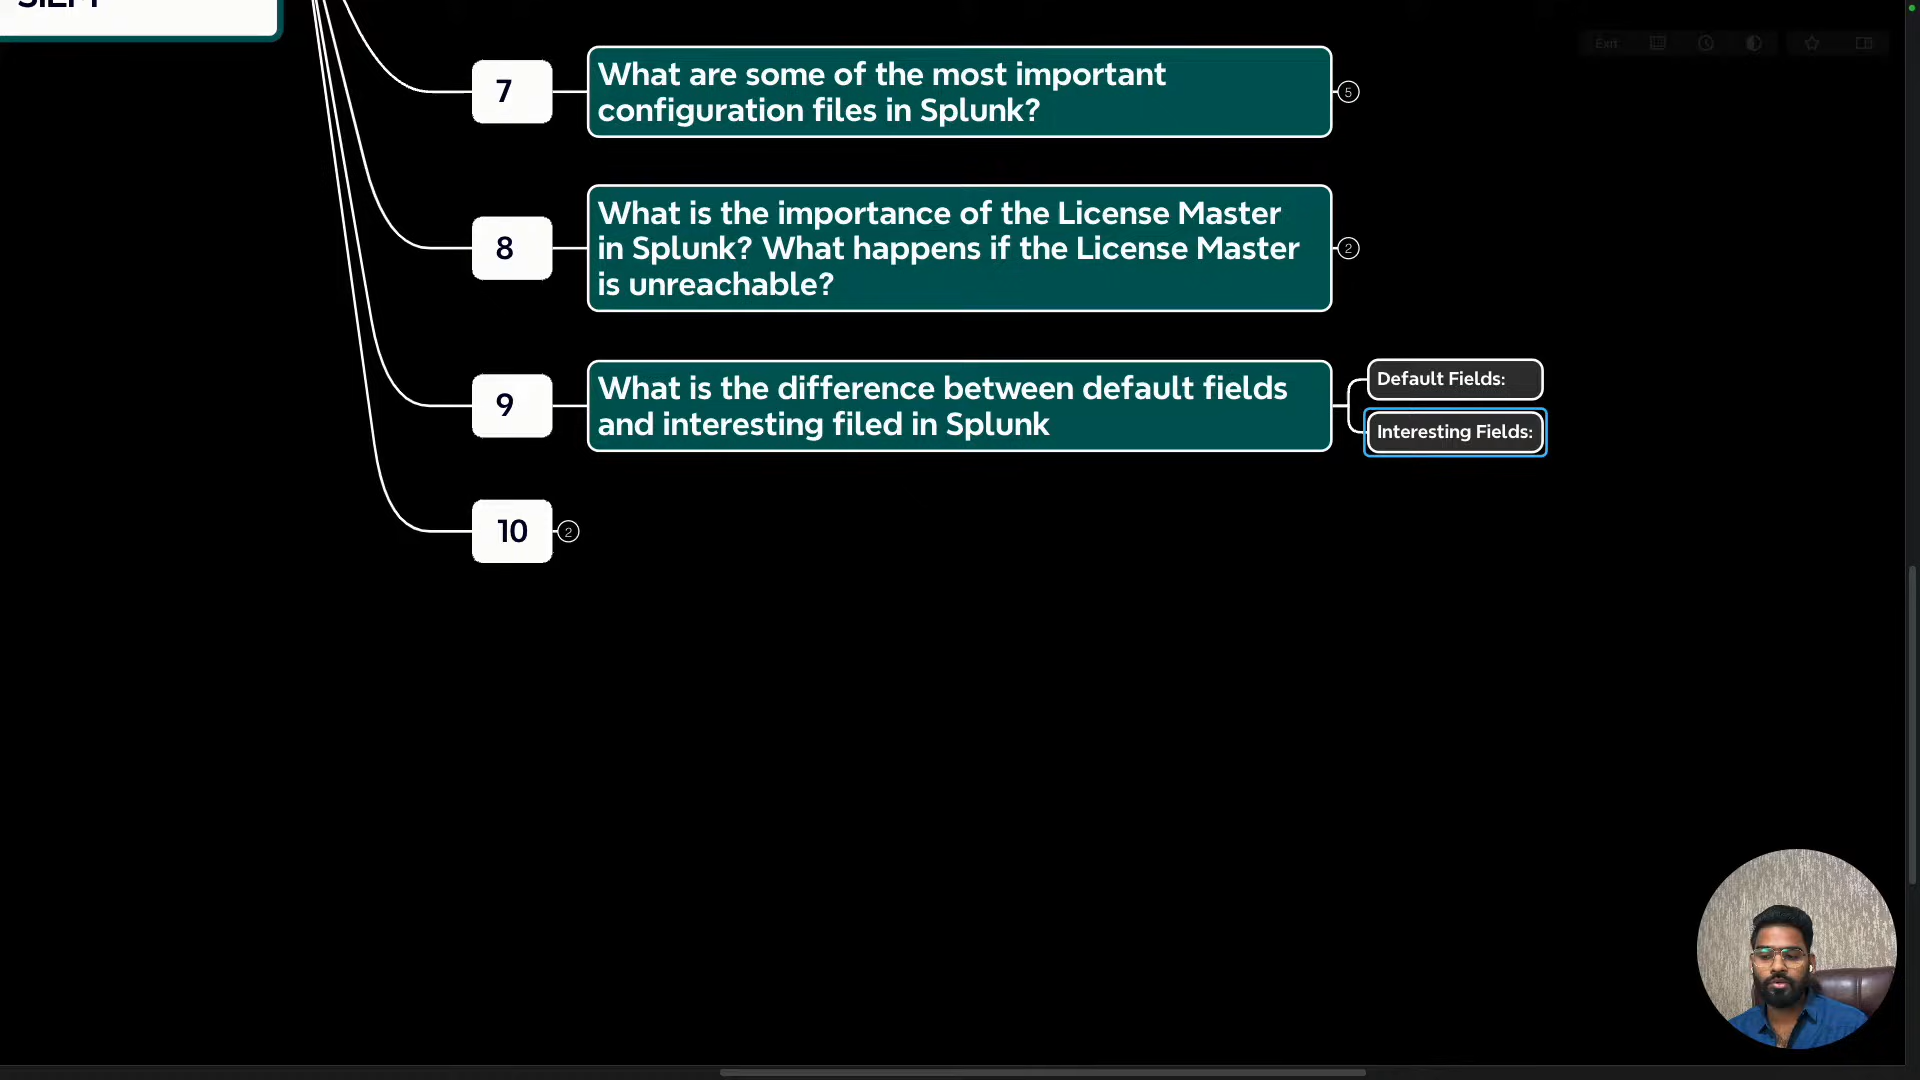 SIEM
Exit
7
What are some of the most important
configuration files in Splunk?
5
8
What is the importance of the License Master
in Splunk? What happens if the License Master
is unreachable?
2
9
What is the difference between default fields
and interesting filed in Splunk
Default Fields:
Interesting Fields:
10
2